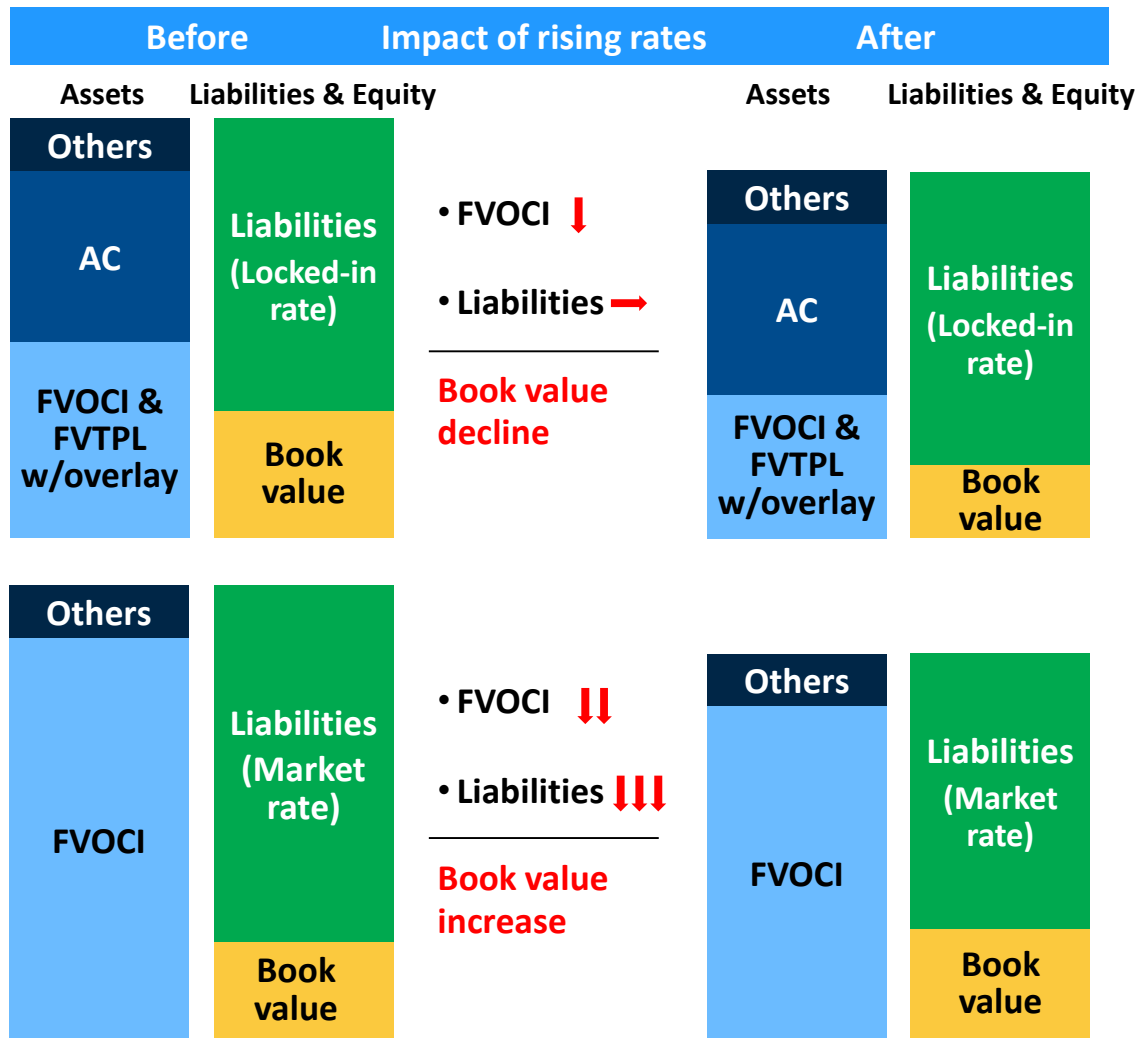 Before Impact of rising rates After
Assets Liabilities & Equity Assets Liabilities & Equity
Others
AC
FVOCI &
FVTPL
w/overlay
Liabilities
(Locked-in
rate)
Book
value
• FVOCI
• Liabilities
Book value
decline
Others
AC
FVOCI &
FVTPL
w/overlay
Liabilities
(Locked-in
rate)
Book
value
Others
FVOCI
Liabilities
(Market
rate)
Book
value
• FVOCI
• Liabilities
Book value
increase
Others
FVOCI
Liabilities
(Market
rate)
Book
value